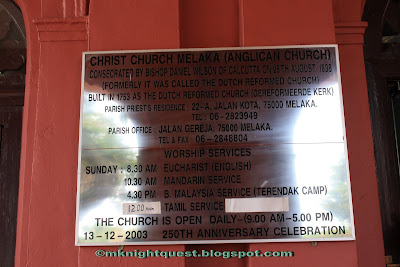 CHRIST CHURCH MELAKA (ANGLICAN CHURCH)
CONSECRATED BY BISHOP DANIEL WILSON OF CALCUTTA ON 28TH AUGUST, 1838
(FORMERLY IT WAS CALLED THE DUTCH REFORMED CHURCH)
BUILT IN 1753 AS THE DUTCH REFORMED CHURCH (DEREFORMEERDE KERK)
PARISH PRIEST'S RESIDENCE : 22-A, JALAN KOTA, 75000 MELAKA.
TEL : 06-2823949
PARISH OFFICE : JALAN GEREJA, 75000 MELAKA.
TEL & FAX : 06-2848804
WORSHIP SERVICES
SUNDAY : 8.30 AM EUCHARIST (ENGLISH)
10.30 AM MANDARIN SERVICE
4.30 PM B. MALAYSIA SERVICE (TERENDAK CAMP)
12.00 TAMIL SERVICE
THE CHURCH IS OPEN DAILY-(9.00 AM-5.00 PM)
13-12-2003 250TH ANNIVERSARY CELEBRATION
©mknightquest.blogspot.com